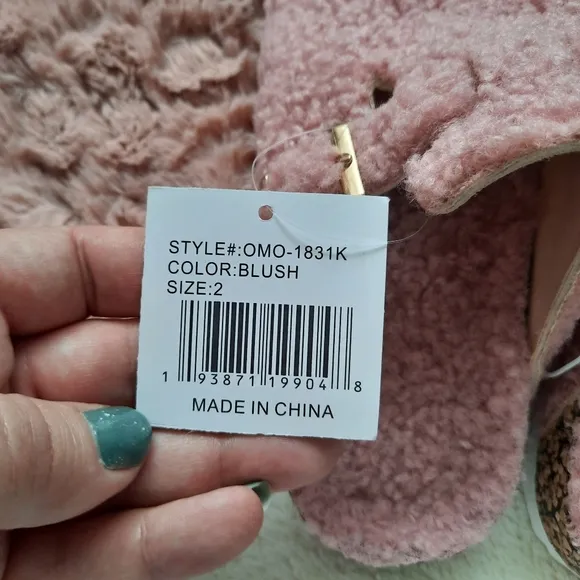 STYLE#:OMO-1831K
COLOR:BLUSH
SIZE:2
1 93871 19904 8
MADE IN CHINA